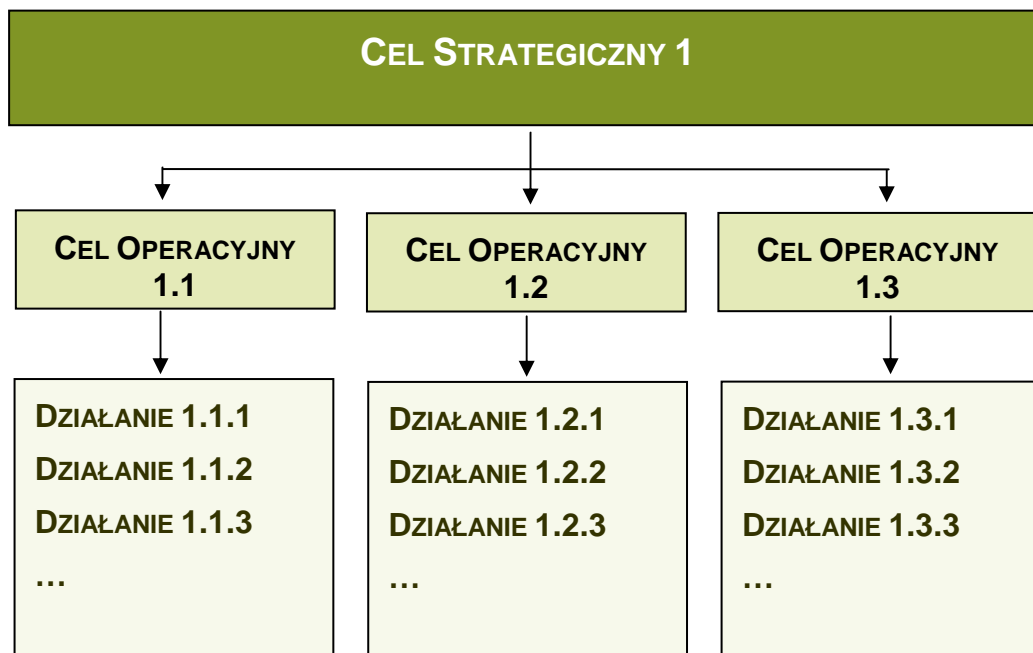 CEL STRATEGICZNY 1
CEL OPERACYJNY
1.1
CEL OPERACYJNY
1.2
CEL OPERACYJNY
1.3
DZIAŁANIE 1.1.1
DZIAŁANIE 1.1.2
DZIAŁANIE 1.1.3
…
DZIAŁANIE 1.2.1
DZIAŁANIE 1.2.2
DZIAŁANIE 1.2.3
…
DZIAŁANIE 1.3.1
DZIAŁANIE 1.3.2
DZIAŁANIE 1.3.3
…